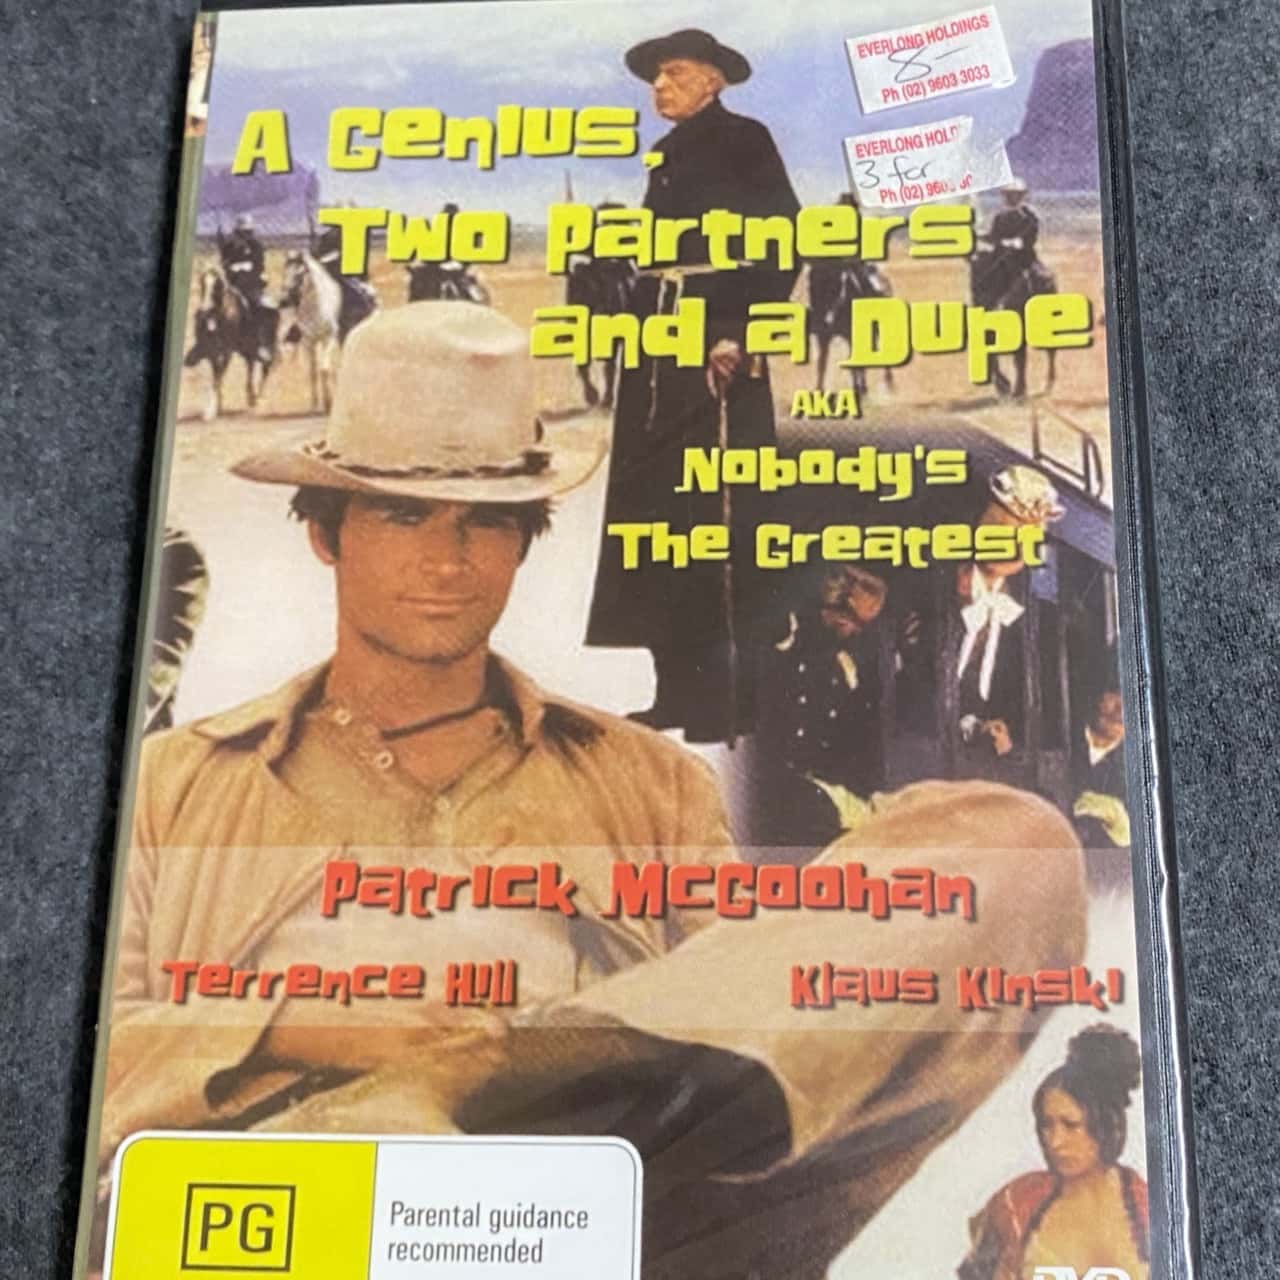 EVERLONG HOLDINGS
8-
Ph (02) 9603 3033
EVERLONG HOLD
3 for
Ph (02) 960
A Genius,
Two Partners
and a Dupe
AKA
Nobody's
The Greatest
Patrick McGoohan
Terrence Hill
Klaus Kinski
PG
Parental guidance
recommended
DVD